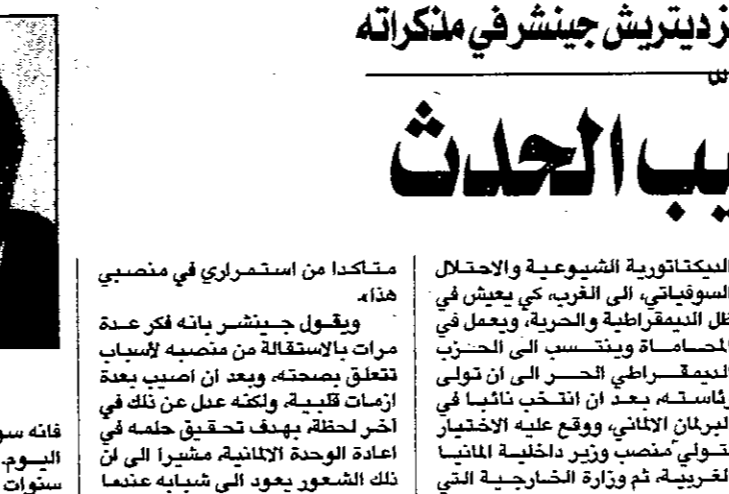 ديتريش جينشر في مذكراته
الحدث
الديكتاتورية الشيوعية والاحتلال
السوفياتي، الى الغرب، كي يعيش في
ظل الديمقراطية والحرية، ويعمل في
المحاماة وينتسب الى الحزب
الديمقراطي الحر الى ان تولى
رئاسته، بعد ان انتخب نائبا في
البرلمان الالماني، ووقع عليه الاختيار
لتولي منصب وزير داخلية المانيا
الغربية، ثم وزارة الخارجية التي
متاكدا من استمراري في منصبي
هذا».
ويقول جينشر بانه فكر عدة
مرات بالاستقالة من منصبه لأسباب
تتعلق بصحته، وبعد ان اصيب بعدة
ازمات قلبية، ولكنه عدل عن ذلك في
آخر لحظة، بهدف تحقيق حلمه في
اعادة الوحدة الالمانية، مشيرا الى ان
ذلك الشعور يعود الى شبابه عندما
فانه
اليوم.
سنوات